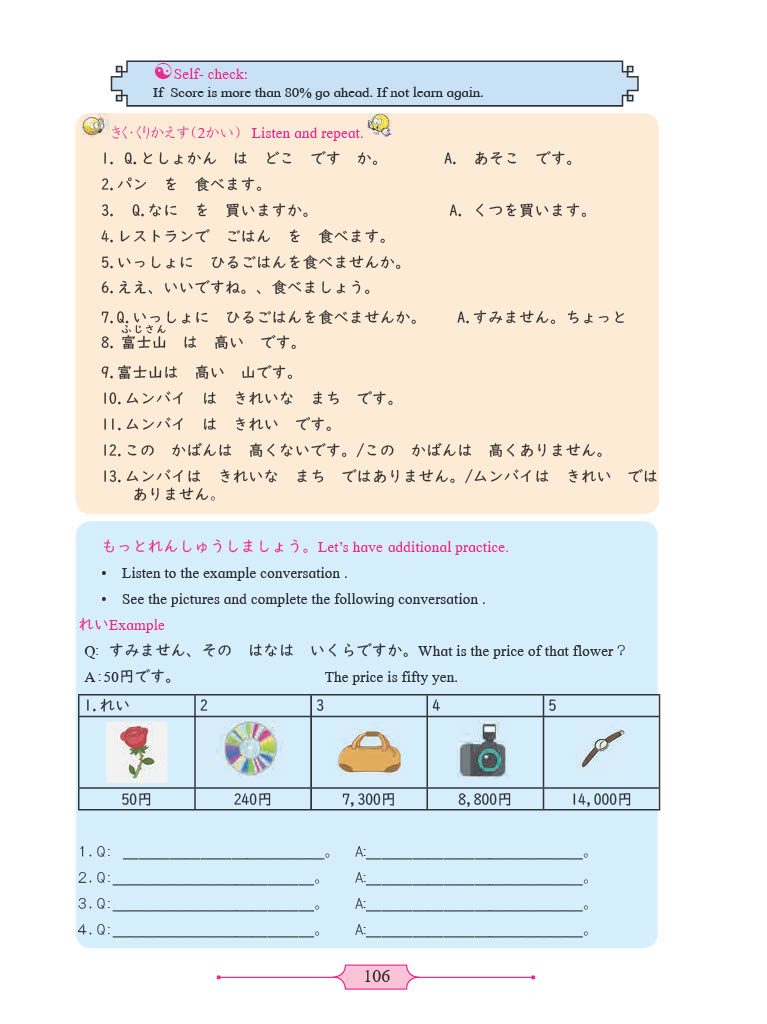 Self- check:
If Score is more than 80% go ahead. If not learn again.
きく・くりかえす(2かい) Listen and repeat.
1. Q.としょかん は どこ です か。 A. あそこ です。
2.パン を 食べます。
3. Q.なに を 買いますか。 A. くつを買います。
4.レストランで ごはん を 食べます。
5.いっしょに ひるごはんを食べませんか。
6.ええ、いいですね。、食べましょう。
7.Q.いっしょに ひるごはんを食べませんか。 A.すみません。ちょっと
ふじさん
8. 富士山 は 高い です。
9.富士山は 高い 山です。
10.ムンバイ は きれいな まち です。
11.ムンバイ は きれい です。
12.この かばんは 高くないです。/この かばんは 高くありません。
13.ムンバイは きれいな まち ではありません。/ムンバイは きれい では
ありません。
もっとれんしゅうしましょう。Let's have additional practice.
• Listen to the example conversation .
• See the pictures and complete the following conversation .
れいExample
Q: すみません、その はなは いくらですか。What is the price of that flower ?
A:50円です。 The price is fifty yen.
1.れい 2 3 4 5
50円 240円 7,300円 8,800円 14,000円
1.Q: ______________________。 A:________________________。
2.Q:______________________。 A:________________________。
3.Q:______________________。 A:________________________。
4.Q:______________________。 A:________________________。
106